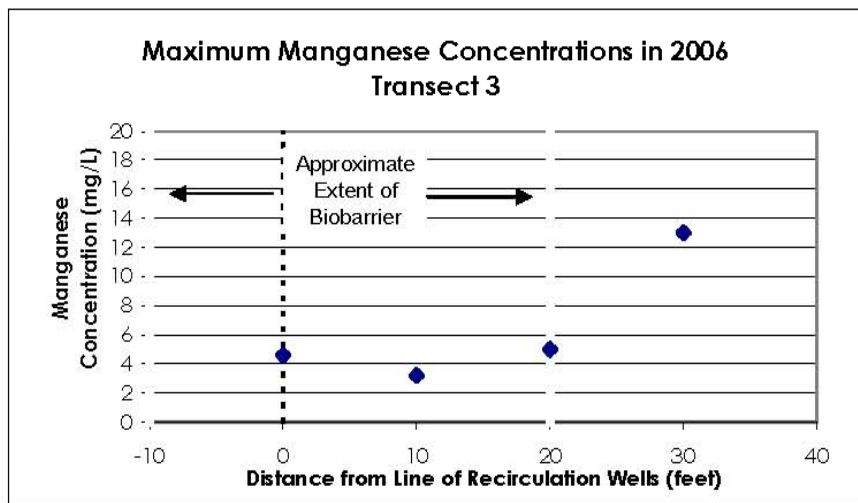 Maximum Manganese Concentrations in 2006
Transect 3
Manganese
Concentration (mg/L)
20
18
16
14
12
10
8
6
4
2
0
Approximate
Extent of
Biobarrier
-10 0 10 20 30 40
Distance from Line of Recirculation Wells (feet)